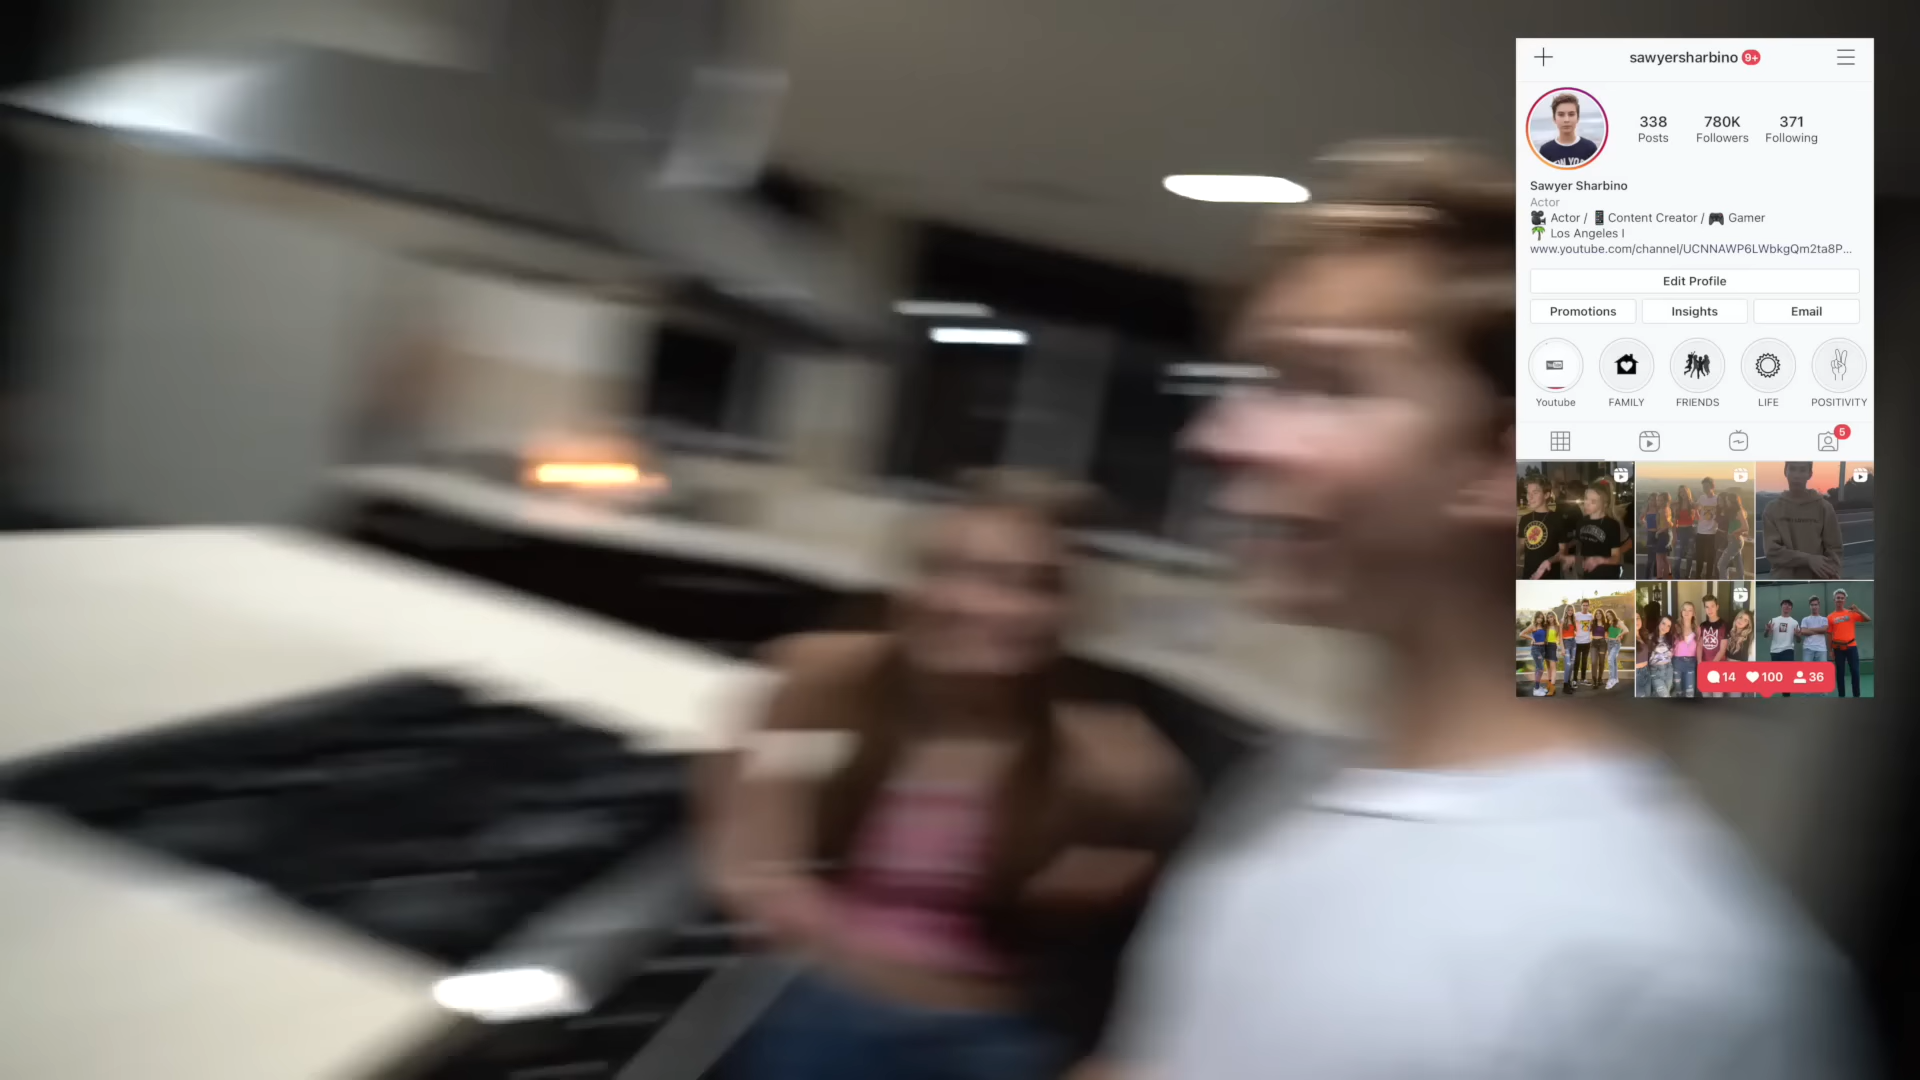 sawyersharbino 9+
338 780K 371
Posts Followers Following
Sawyer Sharbino
Actor
Actor / Content Creator / Gamer
Los Angeles I
www.youtube.com/channel/UCNNAWP6LWbkgQm2ta8P...
Edit Profile
Promotions Insights Email
Youtube FAMILY FRIENDS LIFE POSITIVITY
5
14 100 36